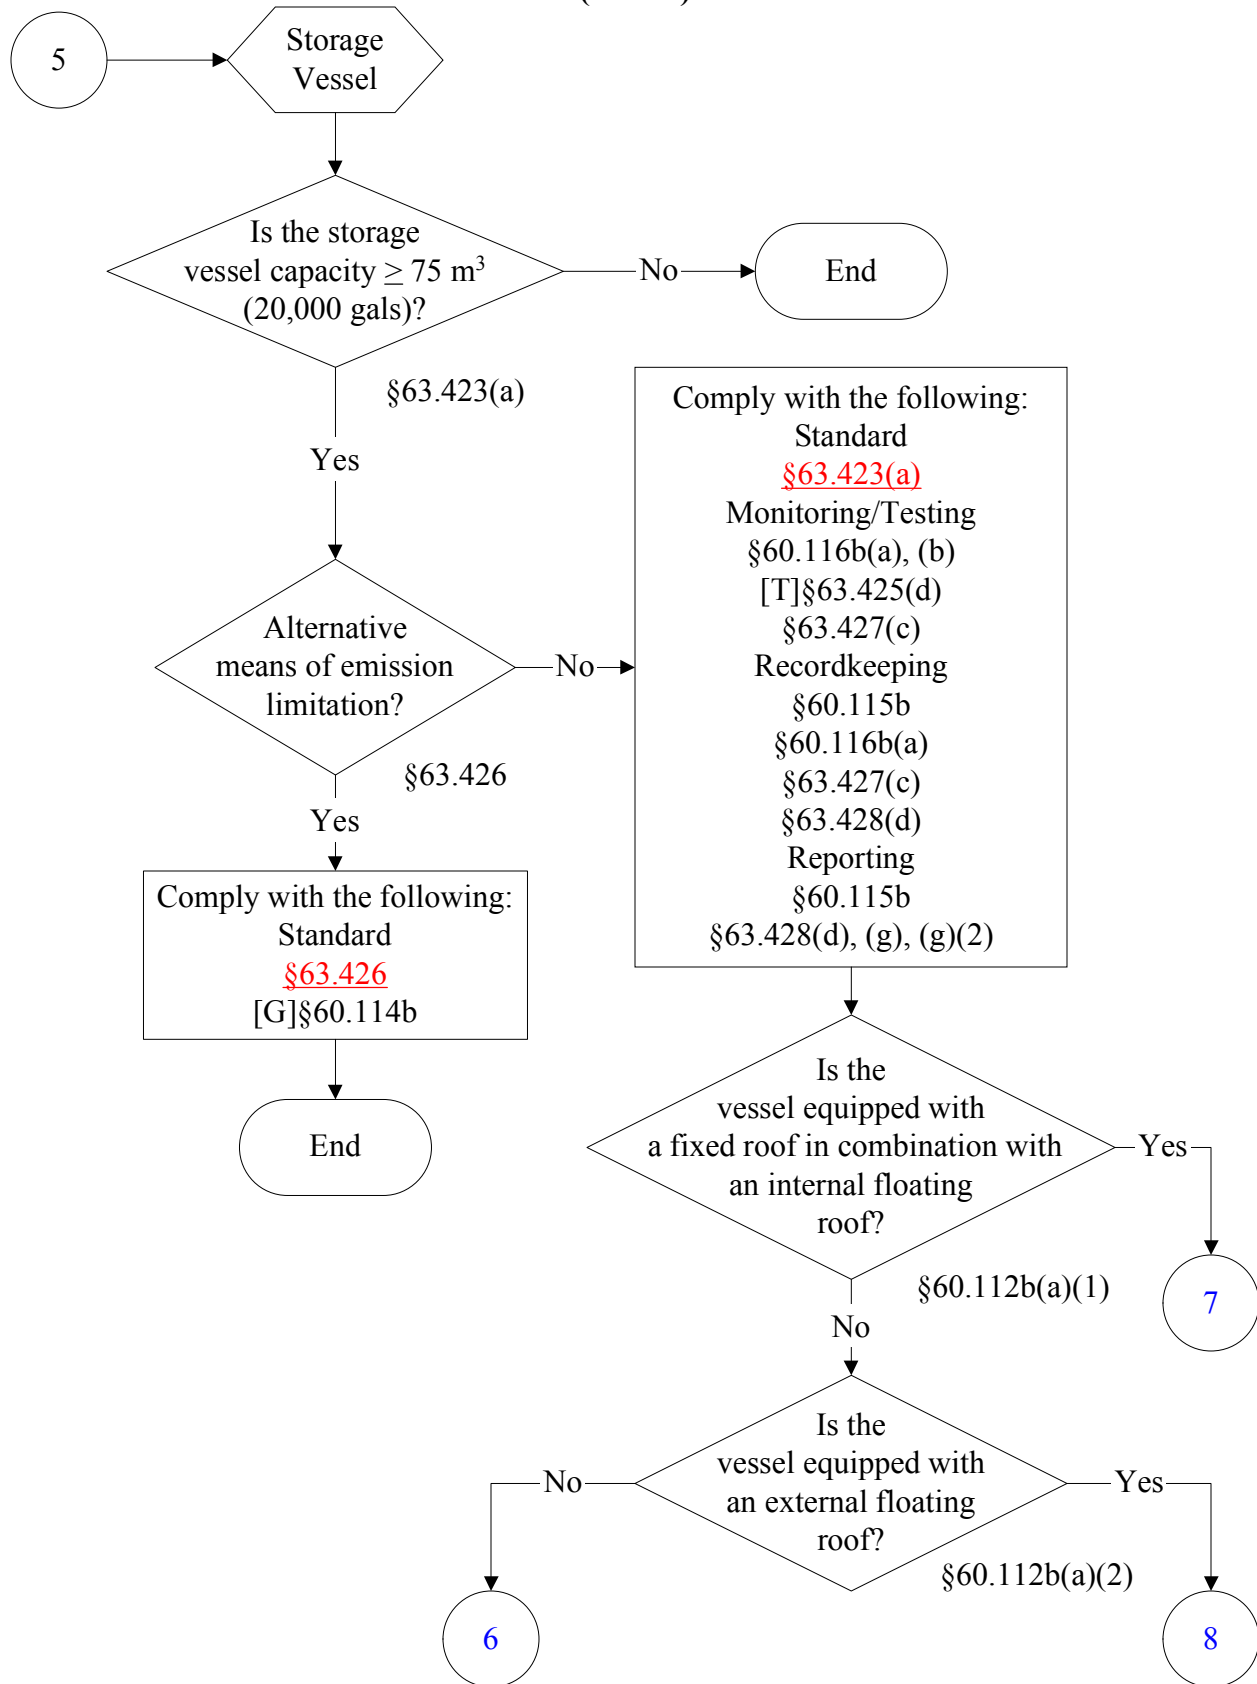 5
Storage
Vessel
Is the storage
vessel capacity ≥ 75 m³
(20,000 gals)?
No
End
§63.423(a)
Yes
Alternative
means of emission
limitation?
No
§63.426
Yes
Comply with the following:
Standard
§63.426
[G]§60.114b
End
Comply with the following:
Standard
§63.423(a)
Monitoring/Testing
§60.116b(a), (b)
[T]§63.425(d)
§63.427(c)
Recordkeeping
§60.115b
§60.116b(a)
§63.427(c)
§63.428(d)
Reporting
§60.115b
§63.428(d), (g), (g)(2)
Is the
vessel equipped with
a fixed roof in combination with
an internal floating
roof?
Yes
§60.112b(a)(1)
7
No
Is the
vessel equipped with
an external floating
roof?
No
Yes
§60.112b(a)(2)
6
8